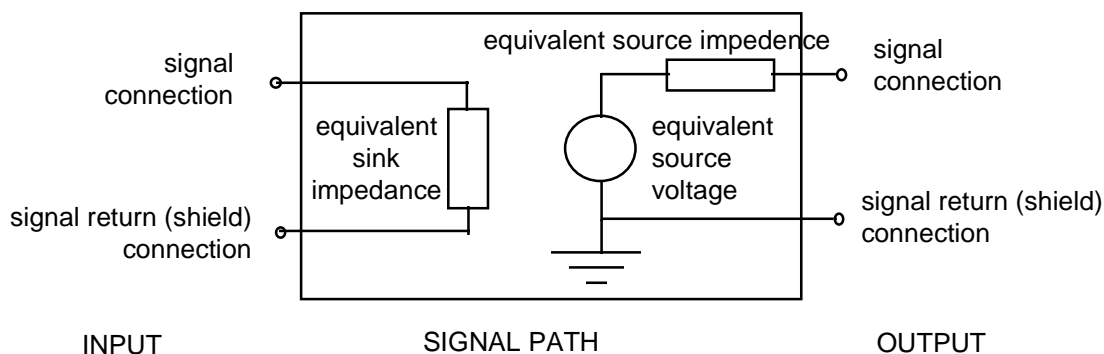 equivalent source impedence
signal
connection
signal
connection
equivalent
sink
impedance
equivalent
source
voltage
signal return (shield)
connection
signal return (shield)
connection
INPUT
SIGNAL PATH
OUTPUT